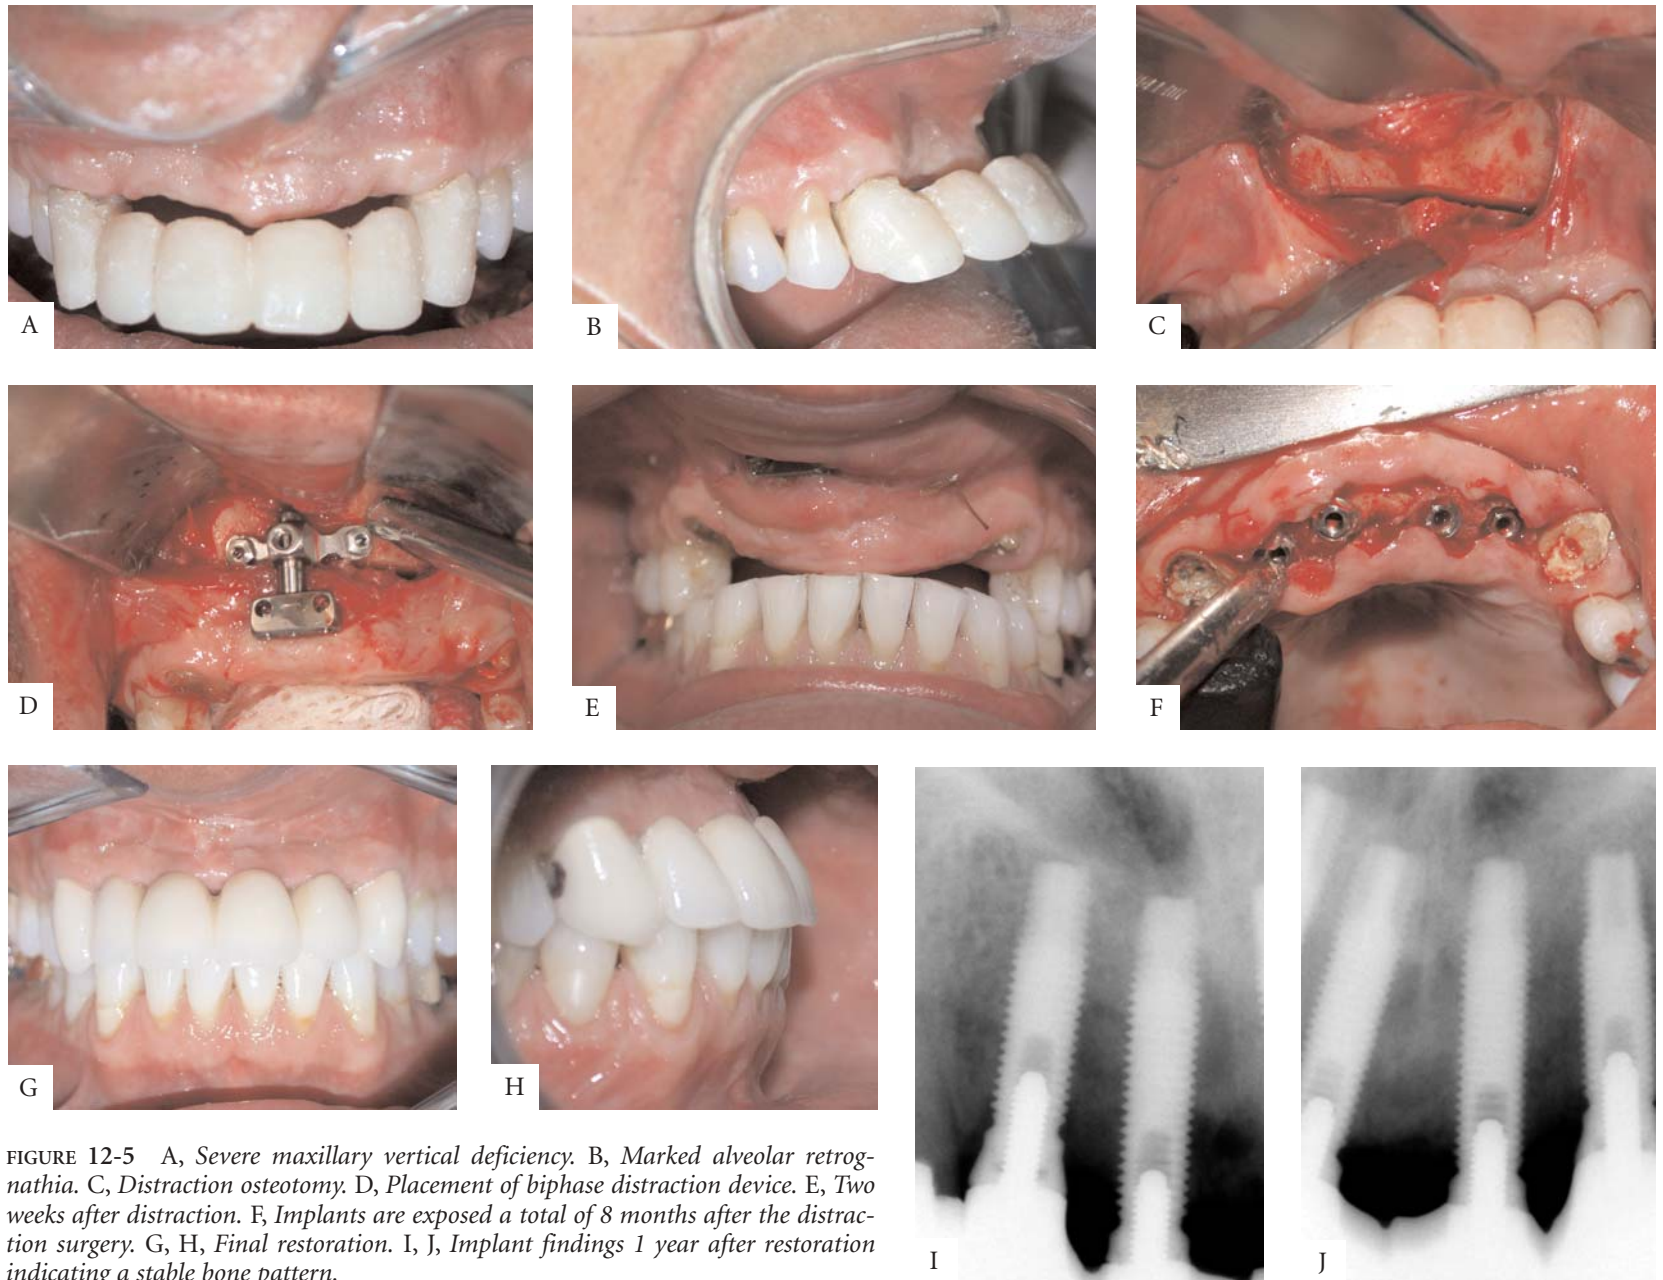 A
B
C
D
E
F
G
H
I
J
FIGURE 12-5 A, Severe maxillary vertical deficiency. B, Marked alveolar retrog-
nathia. C, Distraction osteotomy. D, Placement of biphase distraction device. E, Two
weeks after distraction. F, Implants are exposed a total of 8 months after the distrac-
tion surgery. G, H, Final restoration. I, J, Implant findings 1 year after restoration
indicating a stable bone pattern.